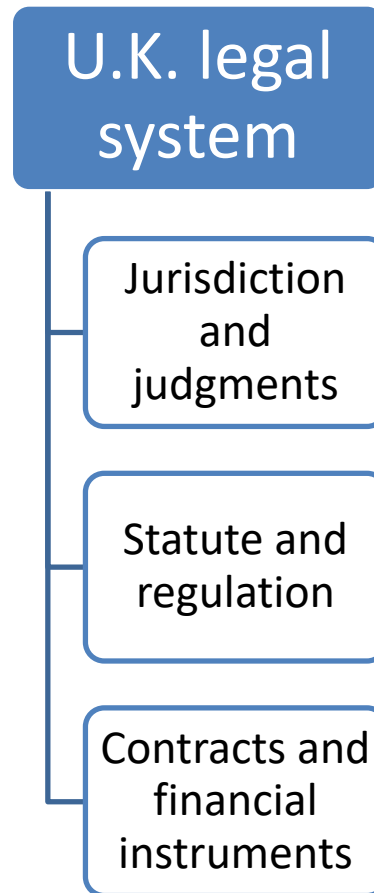 U.K. legal
system
Jurisdiction
and
judgments
Statute and
regulation
Contracts and
financial
instruments